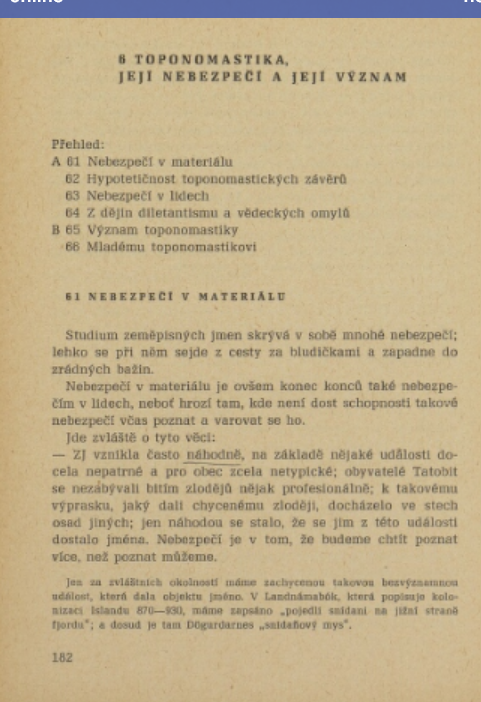 online
6 TOPONOMASTIKA,
JEJÍ NEBEZPEČÍ A JEJÍ VÝZNAM
Přehled:
A 61 Nebezpečí v materiálu
62 Hypotetičnost toponomastických závěrů
63 Nebezpečí v lidech
64 Z dějin diletantismu a vědeckých omylů
B 65 Význam toponomastiky
66 Mladému toponomastikovi
61 NEBEZPEČÍ V MATERIÁLU
Studium zeměpisných jmen skrývá v sobě mnohé nebezpečí;
lehko se při něm sejde z cesty za bludičkami a zapadne do
zrádných bažin.
Nebezpečí v materiálu je ovšem konec konců také nebezpe-
čím v lidech, neboť hrozí tam, kde není dost schopnosti takové
nebezpečí včas poznat a varovat se ho.
Jde zvláště o tyto věci:
— ZJ vznikla často náhodně, na základě nějaké události do-
cela nepatrné a pro obec zcela netypické; obyvatelé Tatobit
se nezabývali bitím zlodějů nějak profesionálně; k takovému
výprasku, jaký dali chycenému zloději, docházelo ve stech
osad jiných; jen náhodou se stalo, že se jim z této události
dostalo jména. Nebezpečí je v tom, že budeme chtít poznat
více, než poznat můžeme.
Jen za zvláštních okolností máme zachycenou takovou bezvýznamnou
událost, která dala objektu jméno. V Landnámabók, která popisuje kolo-
nizaci Islandu 870—930, máme zapsáno „pojedli snídani na jižní straně
fjordu"; a dosud je tam Dögurdarnes „snídaňový mys".
182